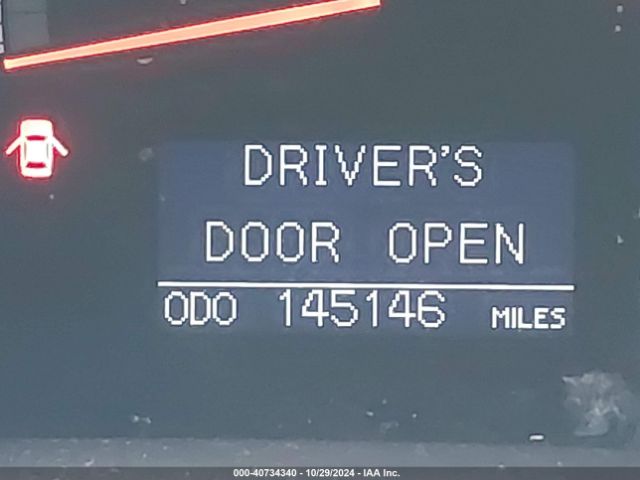 DRIVER'S
DOOR OPEN
ODO 145146 MILES
000-40734340 - 10/29/2024 - IAA Inc.